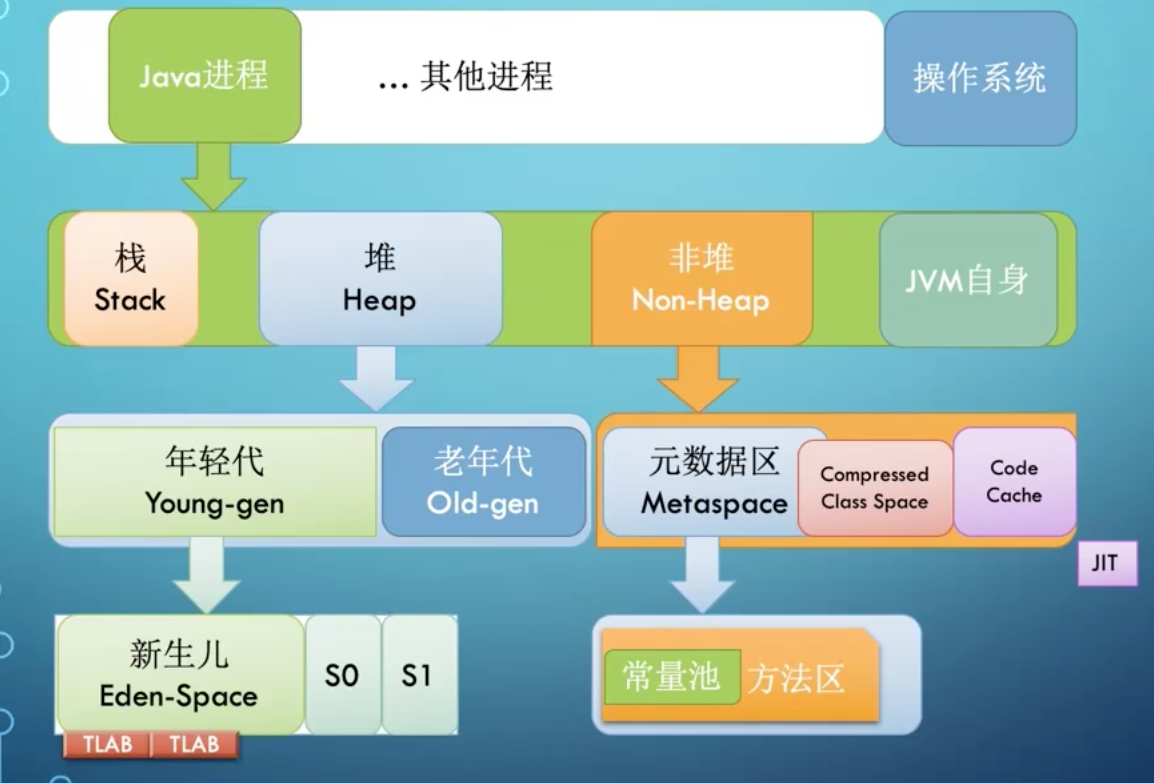 Java进程
... 其他进程
操作系统
栈
Stack
堆
Heap
非堆
Non-Heap
JVM自身
年轻代
Young-gen
老年代
Old-gen
元数据区
Metaspace
Compressed
Class Space
Code
Cache
JIT
新生儿
Eden-Space
S0
S1
常量池
方法区
TLAB
TLAB